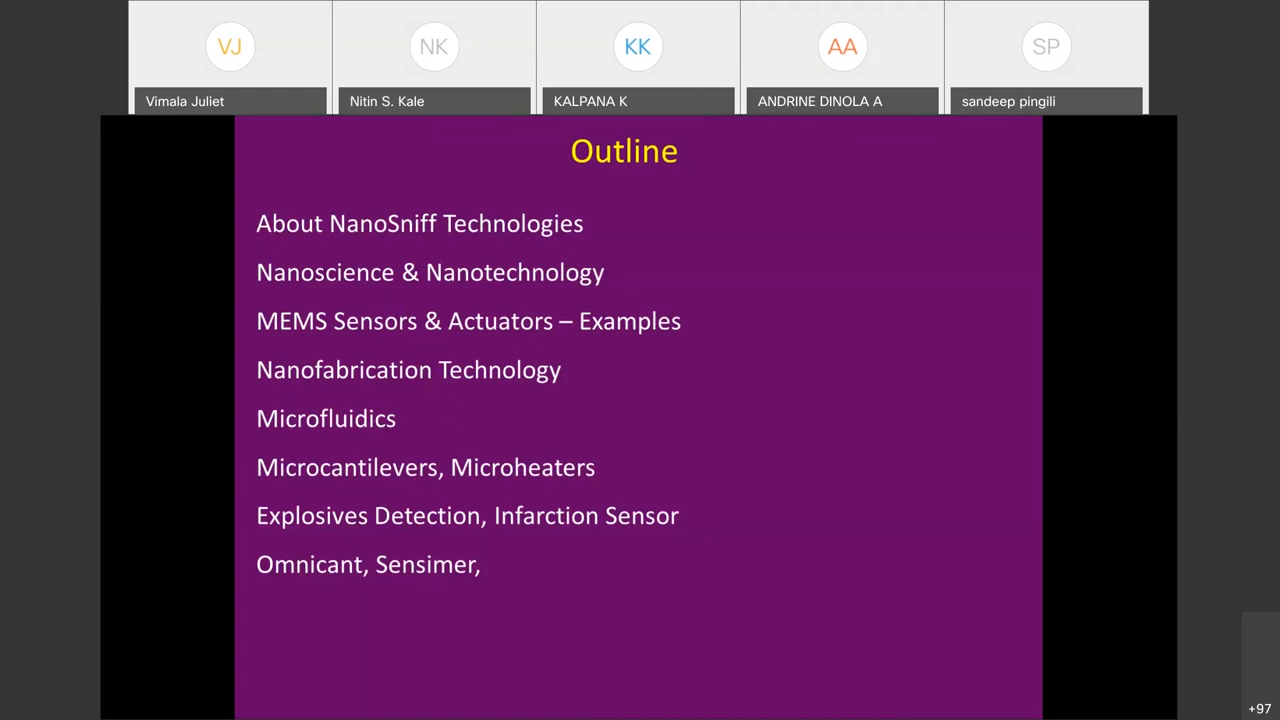 VJ
NK
KK
AA
SP
Vimala Juliet
Nitin S. Kale
KALPANA K
ANDRINE DINOLA A
sandeep pingili
Outline
About NanoSniff Technologies
Nanoscience & Nanotechnology
MEMS Sensors & Actuators – Examples
Nanofabrication Technology
Microfluidics
Microcantilevers, Microheaters
Explosives Detection, Infarction Sensor
Omnicant, Sensimer,
+97